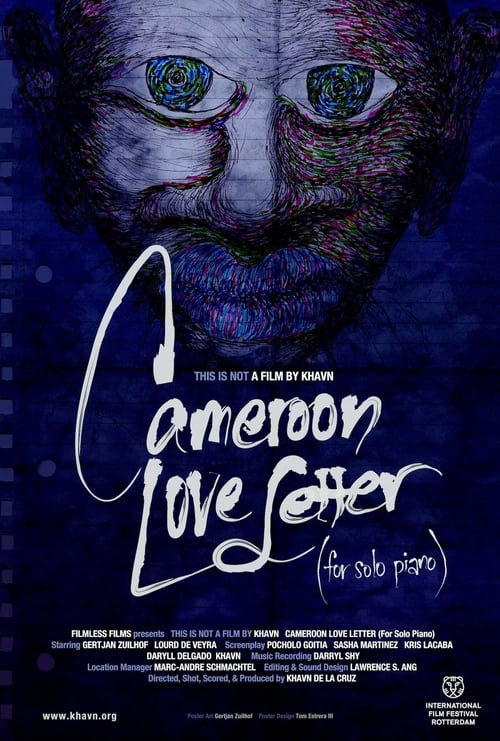 THIS IS NOT A FILM BY KHAVN
Cameroon
Love Letter
(for solo piano)
FILMLESS FILMS presents THIS IS NOT A FILM BY KHAVN CAMEROON LOVE LETTER (For Solo Piano)
Starring GERTJAN ZUILHOF LOURD DE VEYRA Screenplay POCHOLO GOITIA SASHA MARTINEZ KRIS LACABA
DARYLL DELGADO KHAVN Music Recording DARRYL SHY
Location Manager MARC-ANDRE SCHMACHTEL Editing & Sound Design LAWRENCE S. ANG
Directed, Shot, Scored, & Produced by KHAVN DE LA CRUZ
www.khavn.org
Poster Art Gertjan Zuilhof Poster Design Tom Estrera III
INTERNATIONAL
FILM FESTIVAL
ROTTERDAM